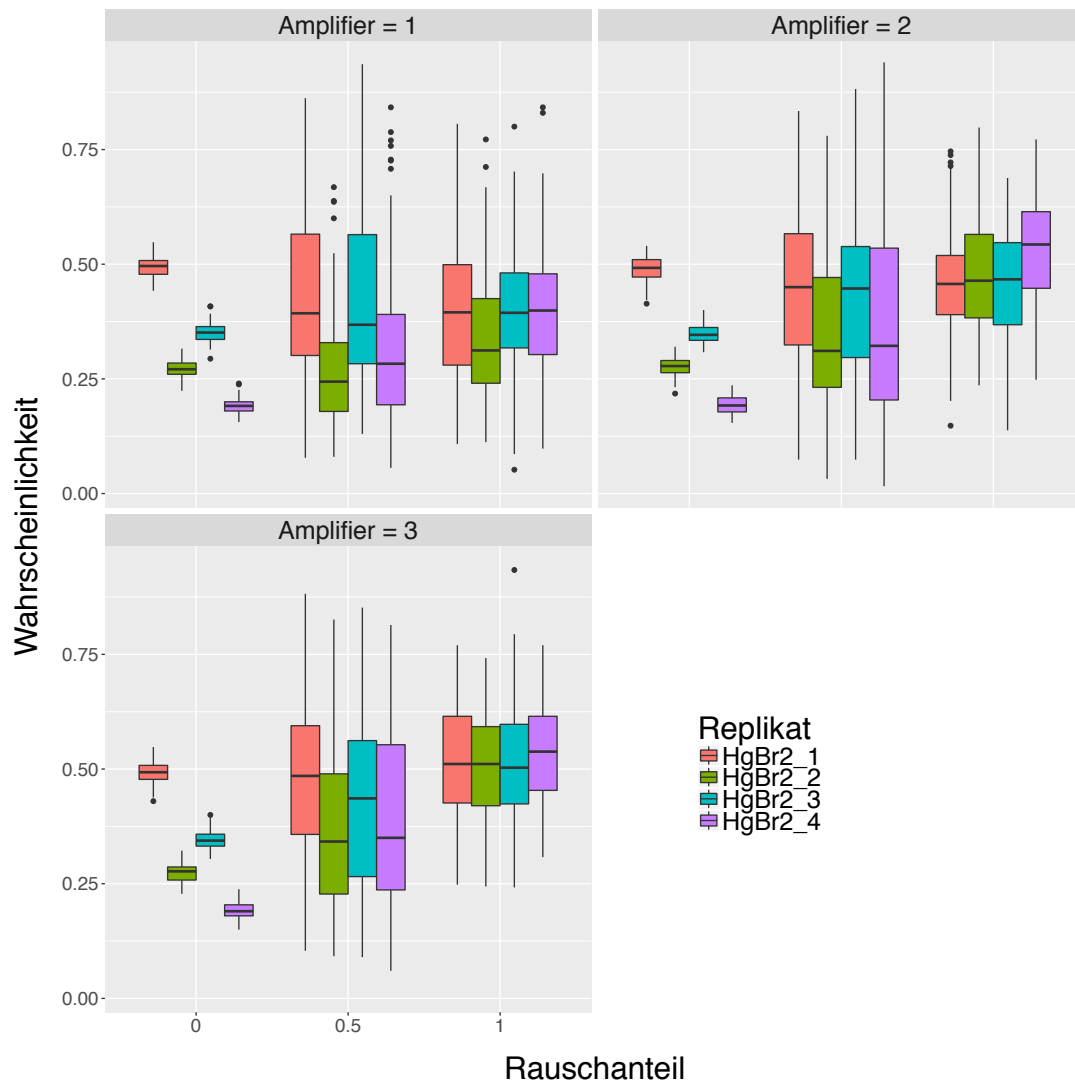 Amplifier = 1
Amplifier = 2
0.75
0.50
0.25
0.00
Amplifier = 3
0.75
0.50
0.25
0.00
0
0.5
1
Wahrscheinlichkeit
Rauschanteil
Replikat
HgBr2_1
HgBr2_2
HgBr2_3
HgBr2_4